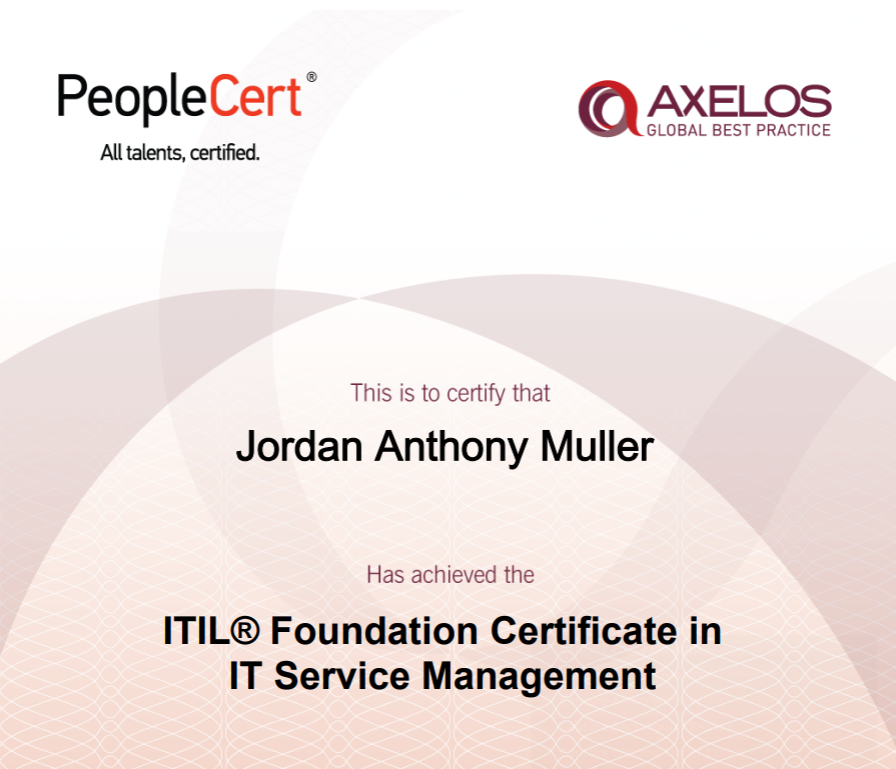 PeopleCert®
All talents, certified.
AXELOS
GLOBAL BEST PRACTICE
This is to certify that
Jordan Anthony Muller
Has achieved the
ITIL® Foundation Certificate in
IT Service Management